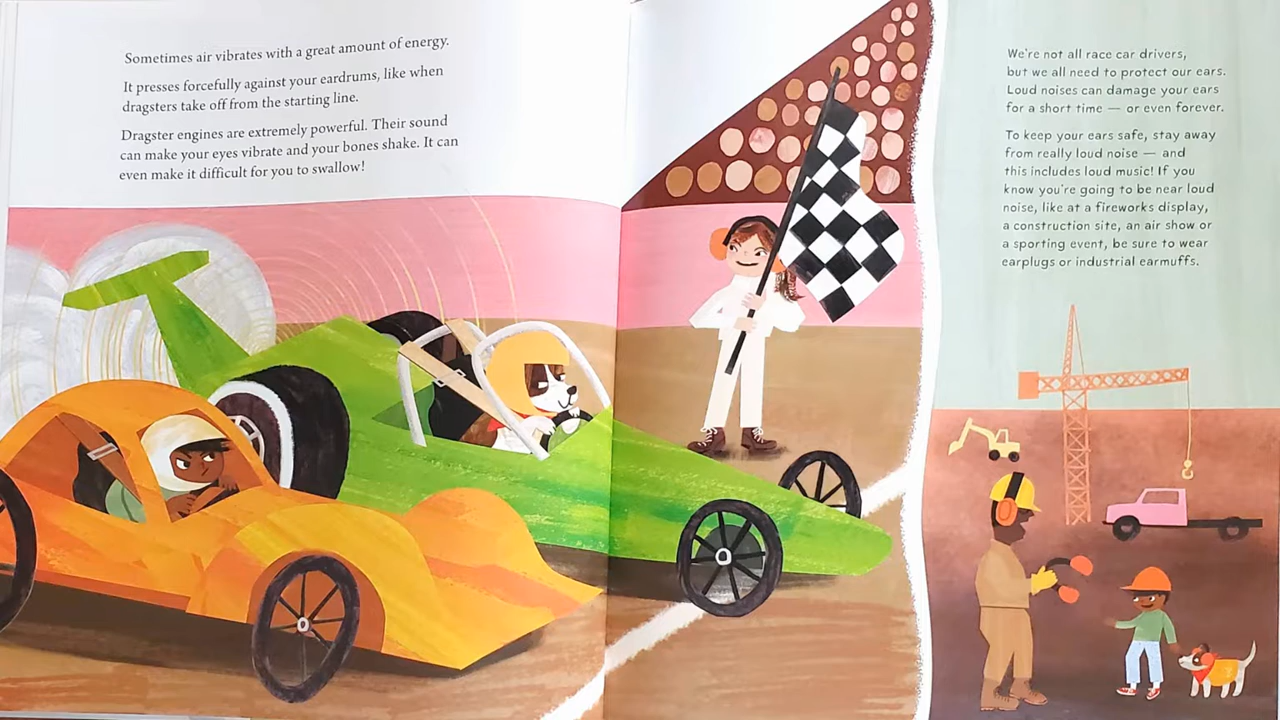 Sometimes air vibrates with a great amount of energy.
It presses forcefully against your eardrums, like when
dragsters take off from the starting line.
Dragster engines are extremely powerful. Their sound
can make your eyes vibrate and your bones shake. It can
even make it difficult for you to swallow!
We're not all race car drivers,
but we all need to protect our ears.
Loud noises can damage your ears
for a short time — or even forever.
To keep your ears safe, stay away
from really loud noise — and
this includes loud music! If you
know you're going to be near loud
noise, like at a fireworks display,
a construction site, an air show or
a sporting event, be sure to wear
earplugs or industrial earmuffs.